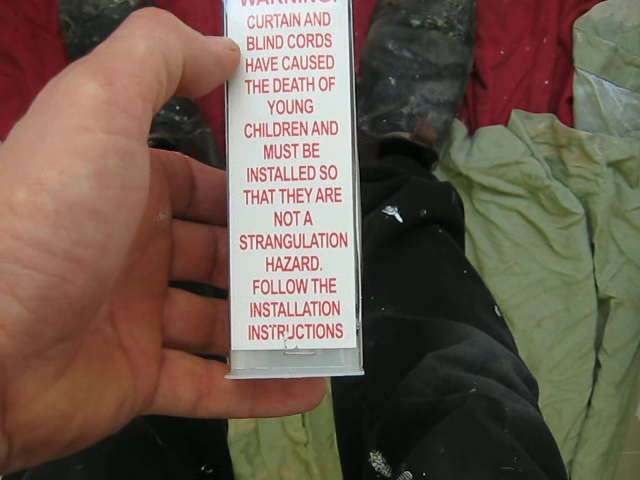 WARNING!
CURTAIN AND
BLIND CORDS
HAVE CAUSED
THE DEATH OF
YOUNG
CHILDREN AND
MUST BE
INSTALLED SO
THAT THEY ARE
NOT A
STRANGULATION
HAZARD.
FOLLOW THE
INSTALLATION
INSTRUCTIONS